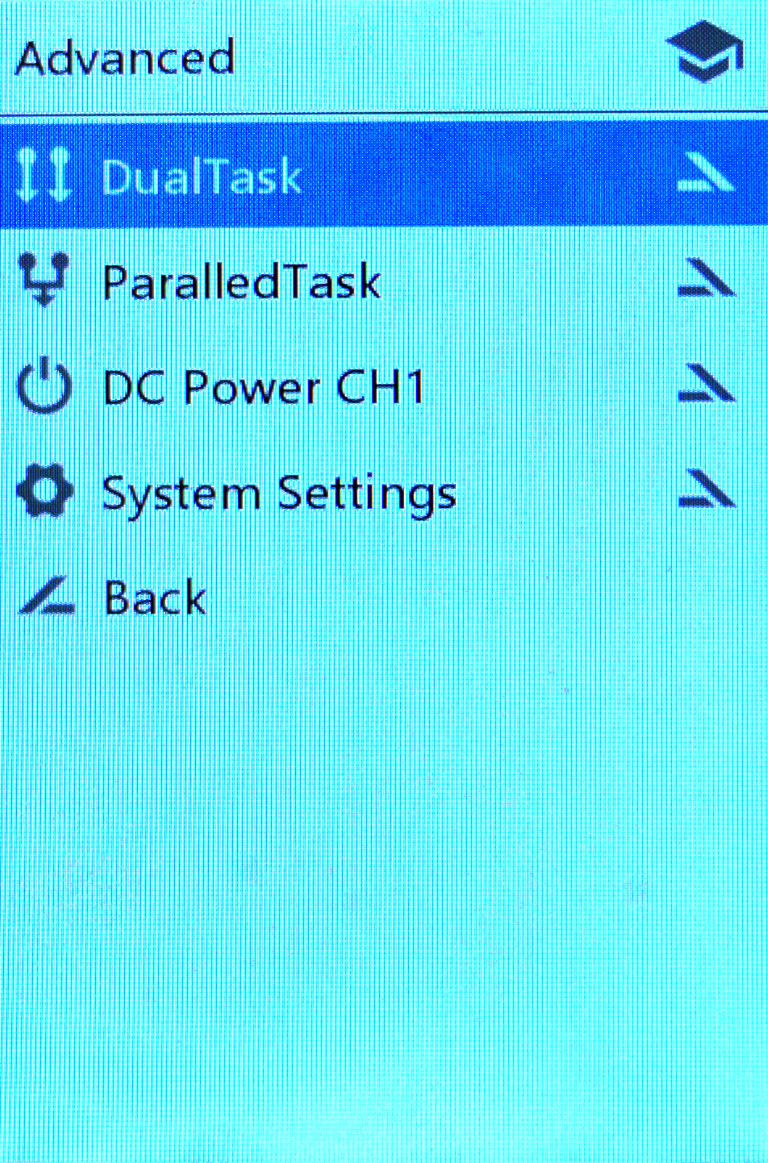 Advanced
DualTask
ParalledTask
DC Power CH1
System Settings
Back